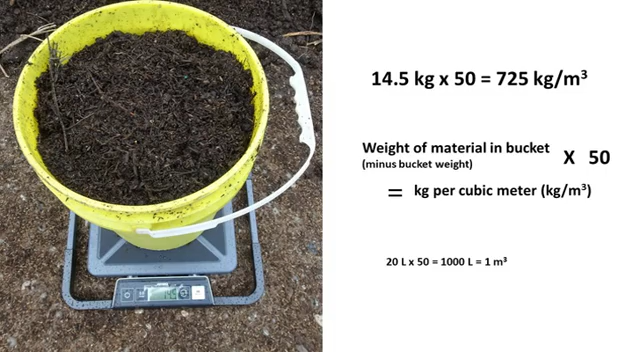 14.5 kg x 50 = 725 kg/m³
Weight of material in bucket
(minus bucket weight)
X 50
= kg per cubic meter (kg/m³)
20 L x 50 = 1000 L = 1 m³